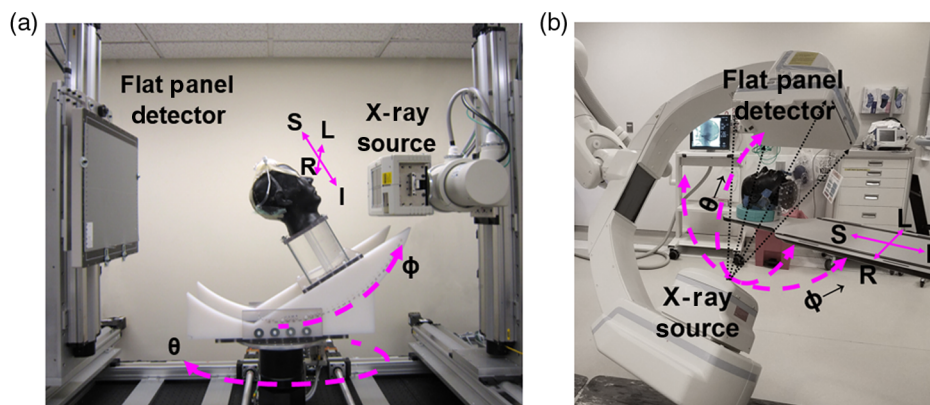 (a)
Flat panel
detector
X-ray
source
S
L
R
I
Φ
θ
(b)
Flat panel
detector
θ→
S
L
I
R
Φ→
X-ray
source